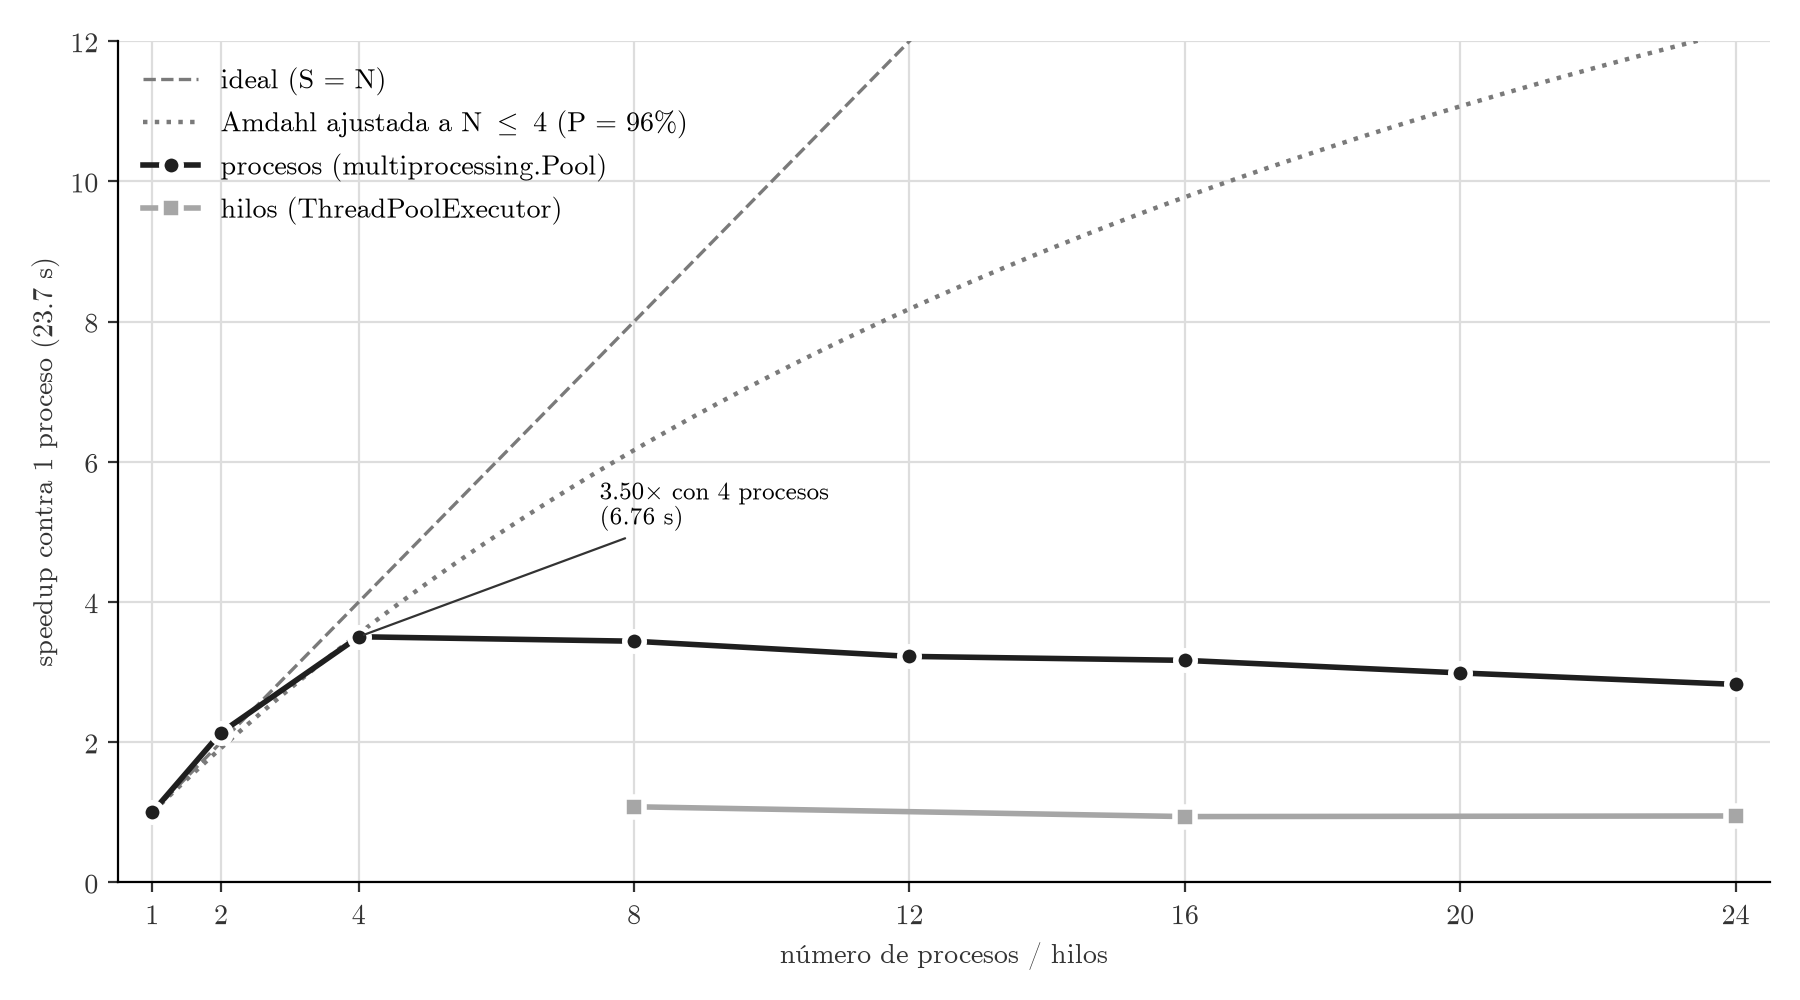 12
10
8
6
4
2
0
speedup contra 1 proceso (23.7 s)
ideal (S = N)
Amdahl ajustada a N ≤ 4 (P = 96%)
procesos (multiprocessing.Pool)
hilos (ThreadPoolExecutor)
3.50× con 4 procesos
(6.76 s)
1 2 4 8 12 16 20 24
número de procesos / hilos